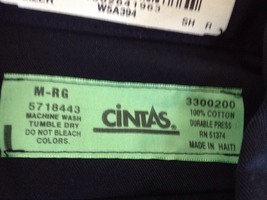 W5A394
SH R
M-RG
5718443
MACHINE WASH
TUMBLE DRY
DO NOT BLEACH
COLORS.
CINTAS®
3300200
100% COTTON
DURABLE PRESS
RN 51374
MADE IN HAITI